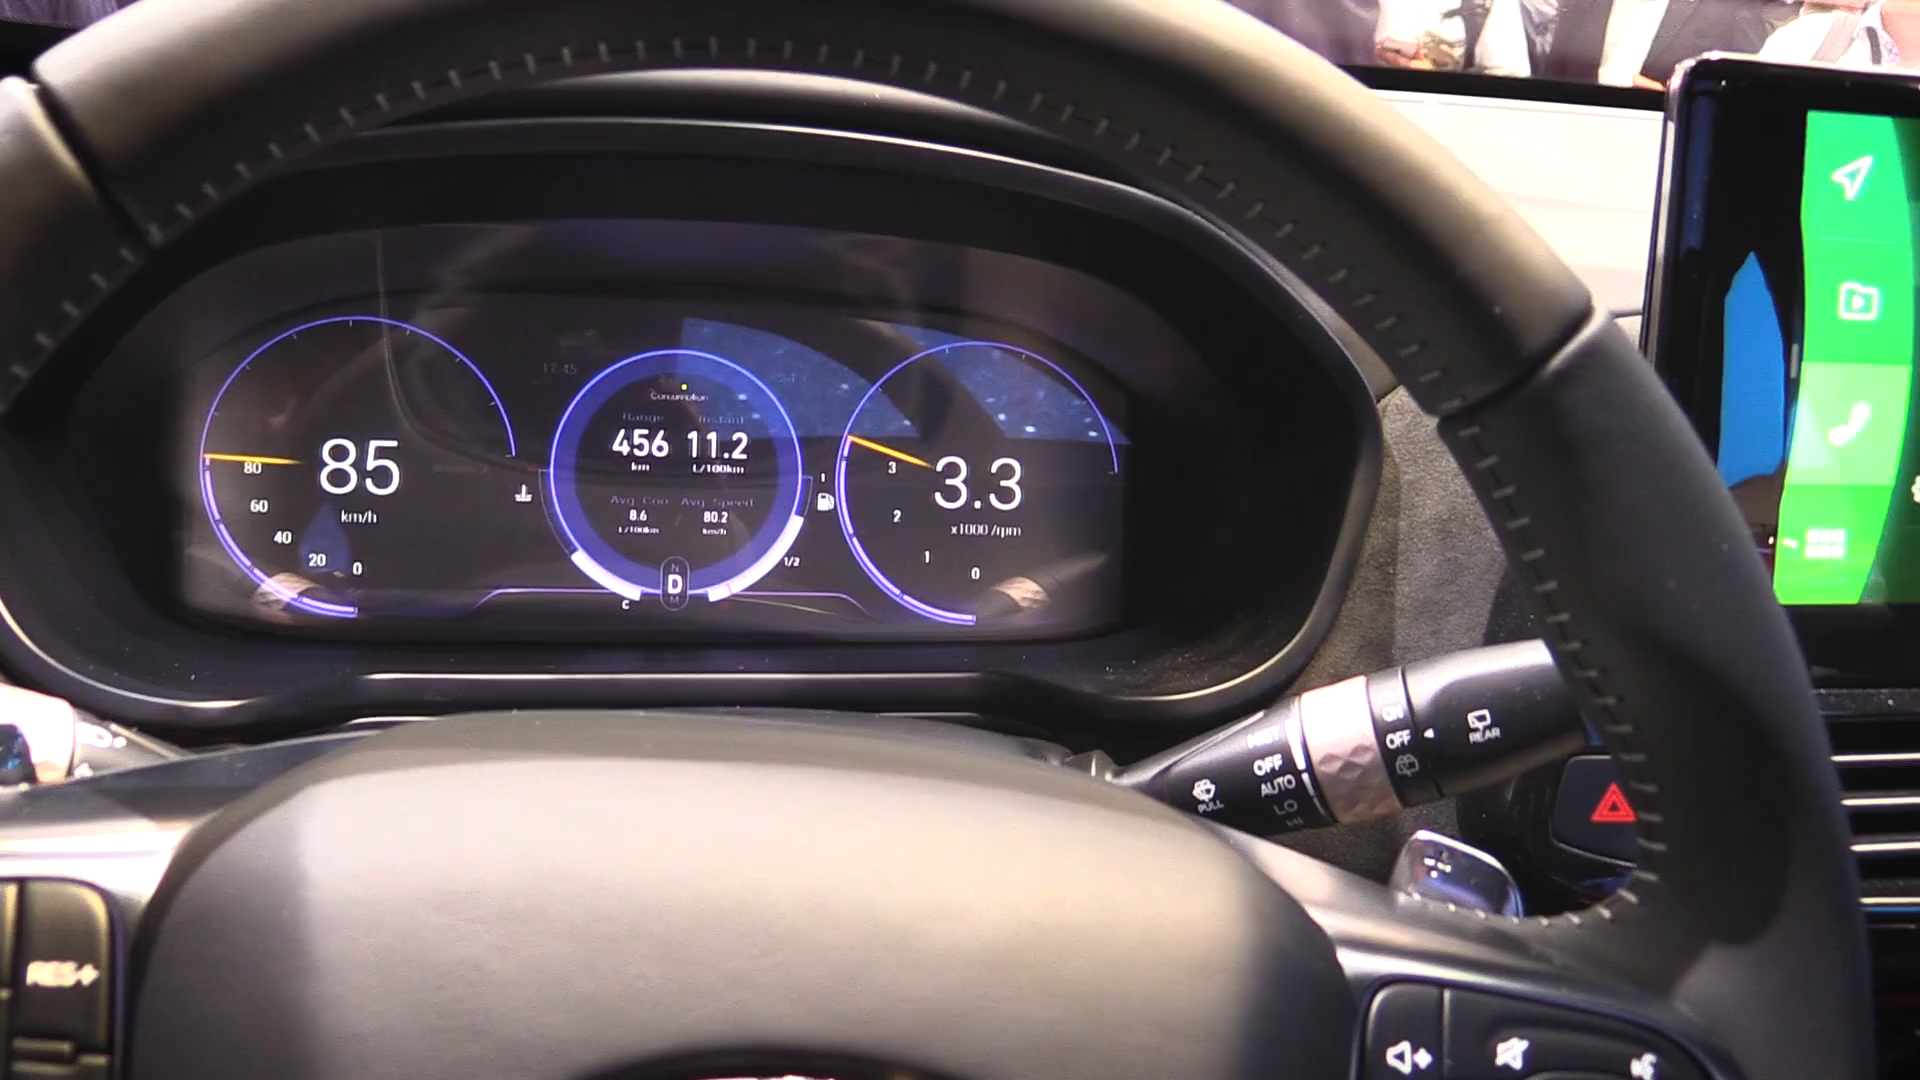 17:45
85
km/h
80
60
40
20
0
Consumption
Range Instant
456 11.2
km L/100km
Avg. Con Avg. Speed
8.6 80.2
L/100km km/h
N
D
M
C
1
1/2
3.3
x1000 /rpm
3
2
1
0
MIST
OFF
AUTO
LO
HI
PULL
ON
OFF
REAR
RES+